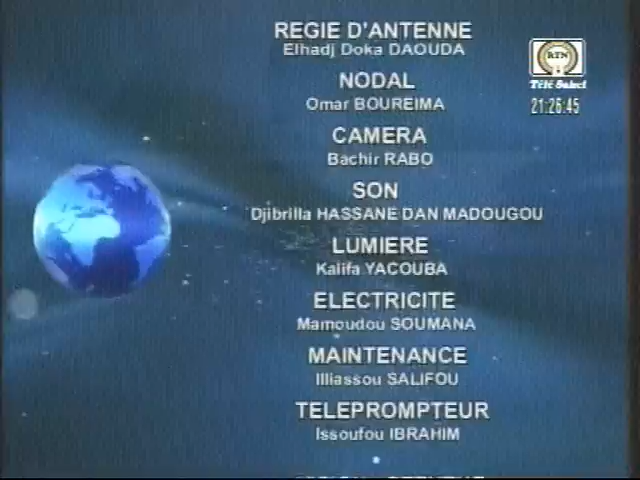 REGIE D'ANTENNE
Elhadj Doka DAOUDA
NODAL
Omar BOUREIMA
CAMERA
Bachir RABO
SON
Djibrilla HASSANE DAN MADOUGOU
LUMIERE
Kalifa YACOUBA
ELECTRICITE
Mamoudou SOUMANA
MAINTENANCE
Illiassou SALIFOU
TELEPROMPTEUR
Issoufou IBRAHIM
RTN
Télé Sahel
21:26:45